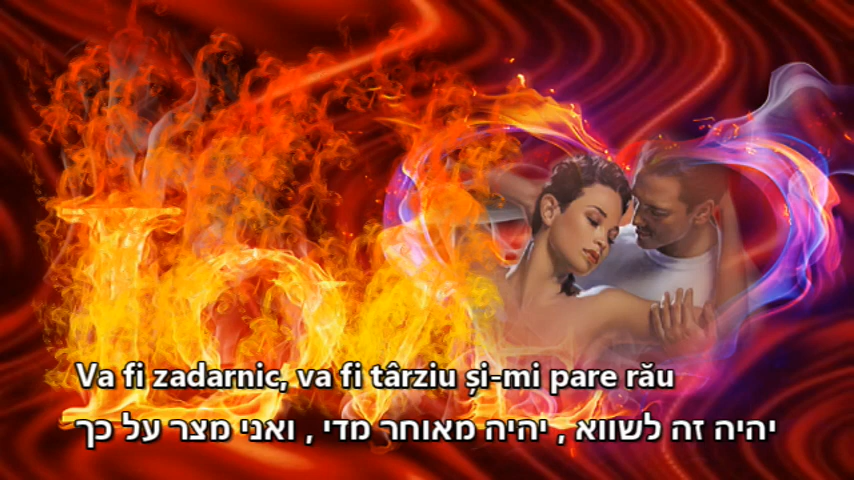 Love
Va fi zadarnic, va fi târziu și-mi pare rău
יהיה זה לשווא , יהיה מאוחר מדי , ואני מצר על כך